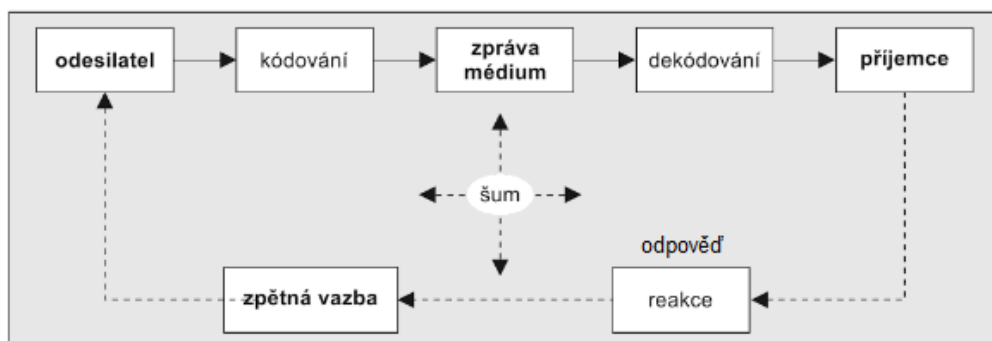 odesilatel
kódování
zpráva
médium
dekódování
příjemce
šum
odpověď
zpětná vazba
reakce